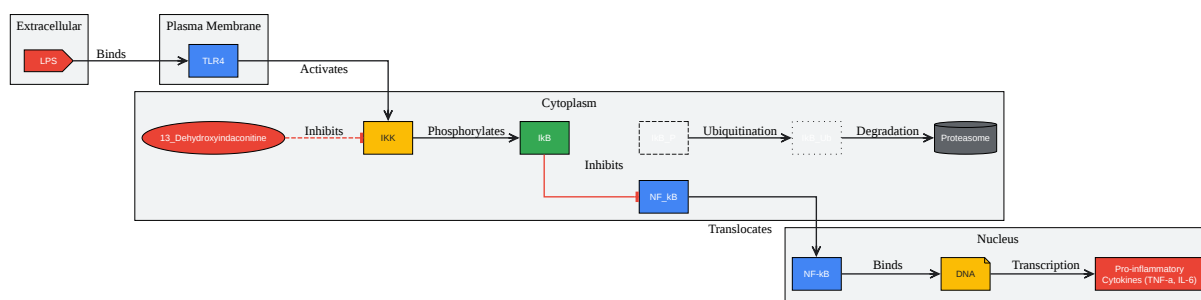 Extracellular
Plasma Membrane
LPS
Binds
TLR4
Activates
Cytoplasm
13_Dehydroxyindaconitine
Inhibits
IKK
Phosphorylates
IkB
Ubiquitination
Degradation
Proteasome
Inhibits
NF_kB
Translocates
Nucleus
NF-kB
Binds
DNA
Transcription
Pro-inflammatory
Cytokines (TNF-a, IL-6)